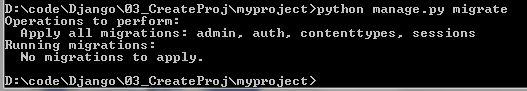 D:\code\Django\03_CreateProj\myproject>python manage.py migrate
Operations to perform:
  Apply all migrations: admin, auth, contenttypes, sessions
Running migrations:
  No migrations to apply.
D:\code\Django\03_CreateProj\myproject>